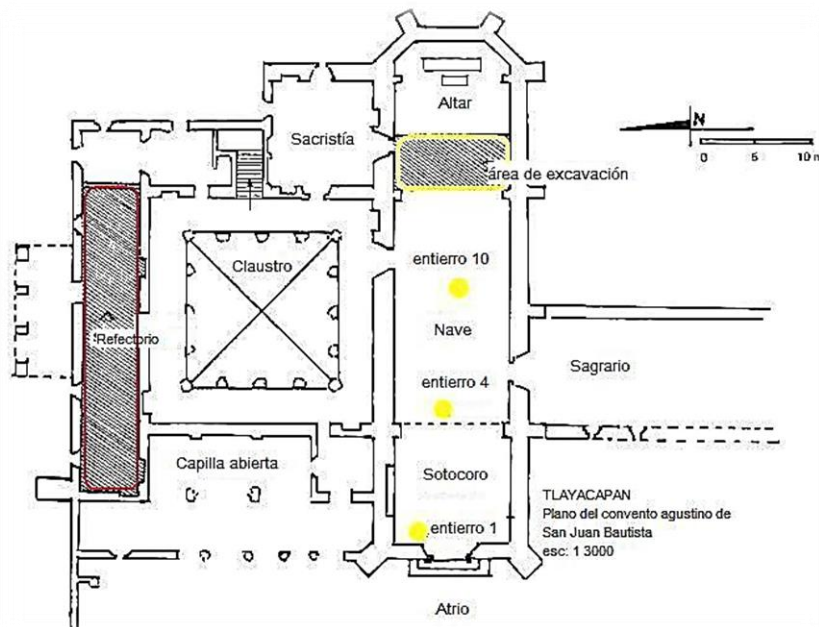 Altar
Sacristía
N
0 5 10 m
área de excavación
Claustro
entierro 10
Refectorio
Nave
Sagrario
entierro 4
Capilla abierta
Sotocoro
entierro 1
TLAYACAPAN
Plano del convento agustino de
San Juan Bautista
esc: 1 3000
Atrio